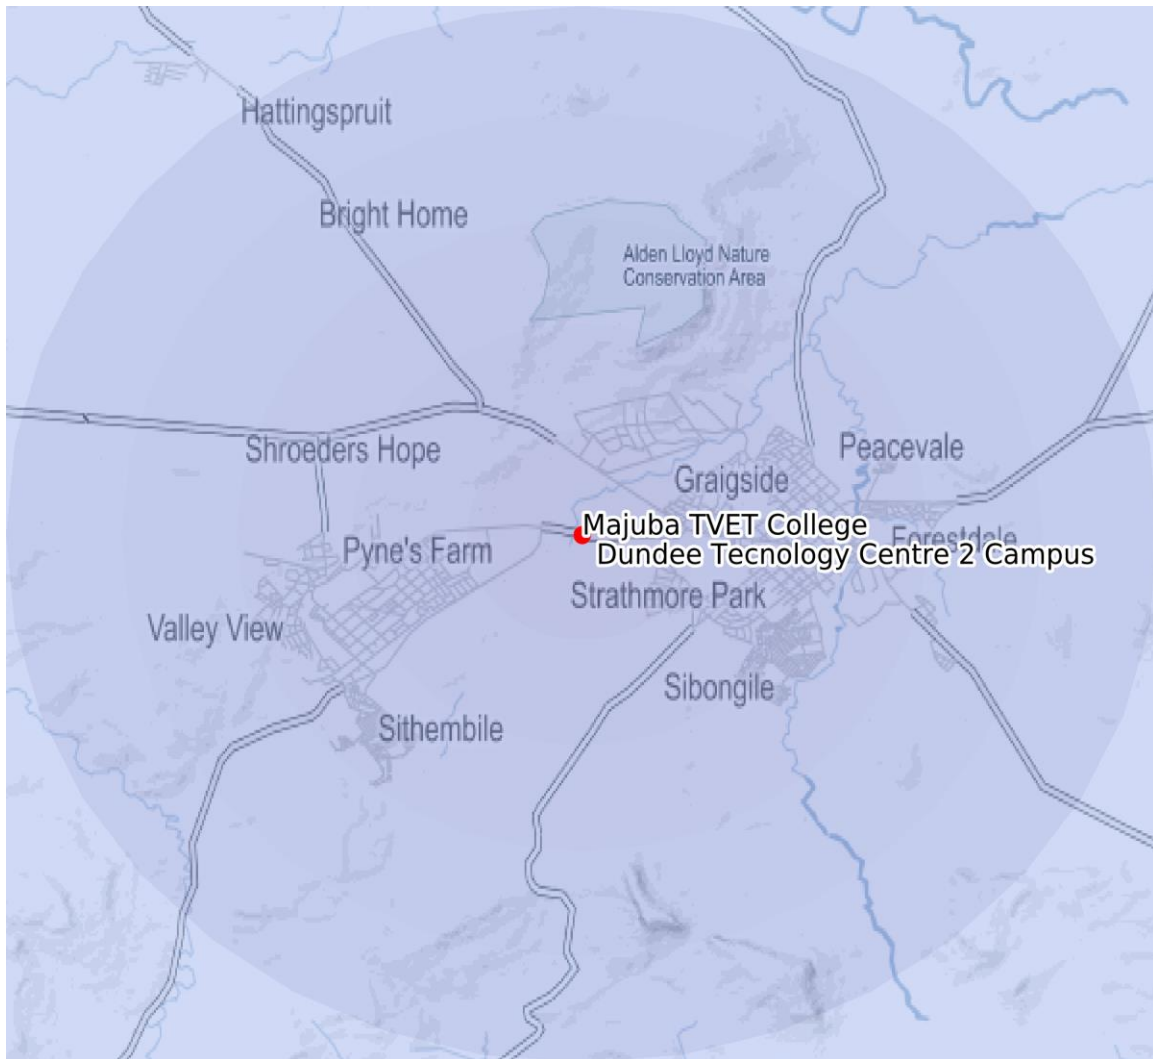 Hattingspruit
Bright Home
Alden Lloyd Nature
Conservation Area
Shroeders Hope
Peacevale
Graigside
Majuba TVET College
Forestdale
Pyne's Farm
Dundee Tecnology Centre 2 Campus
Strathmore Park
Valley View
Sibongile
Sithembile